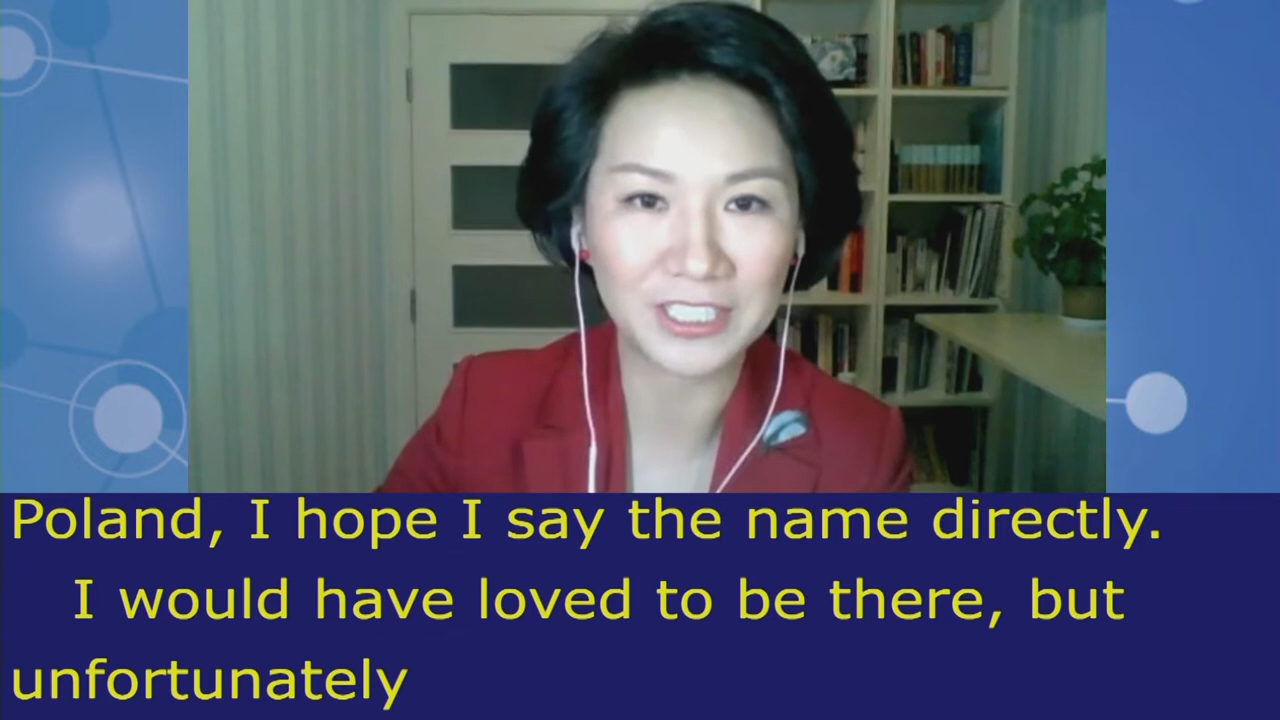 Poland, I hope I say the name directly.
I would have loved to be there, but
unfortunately